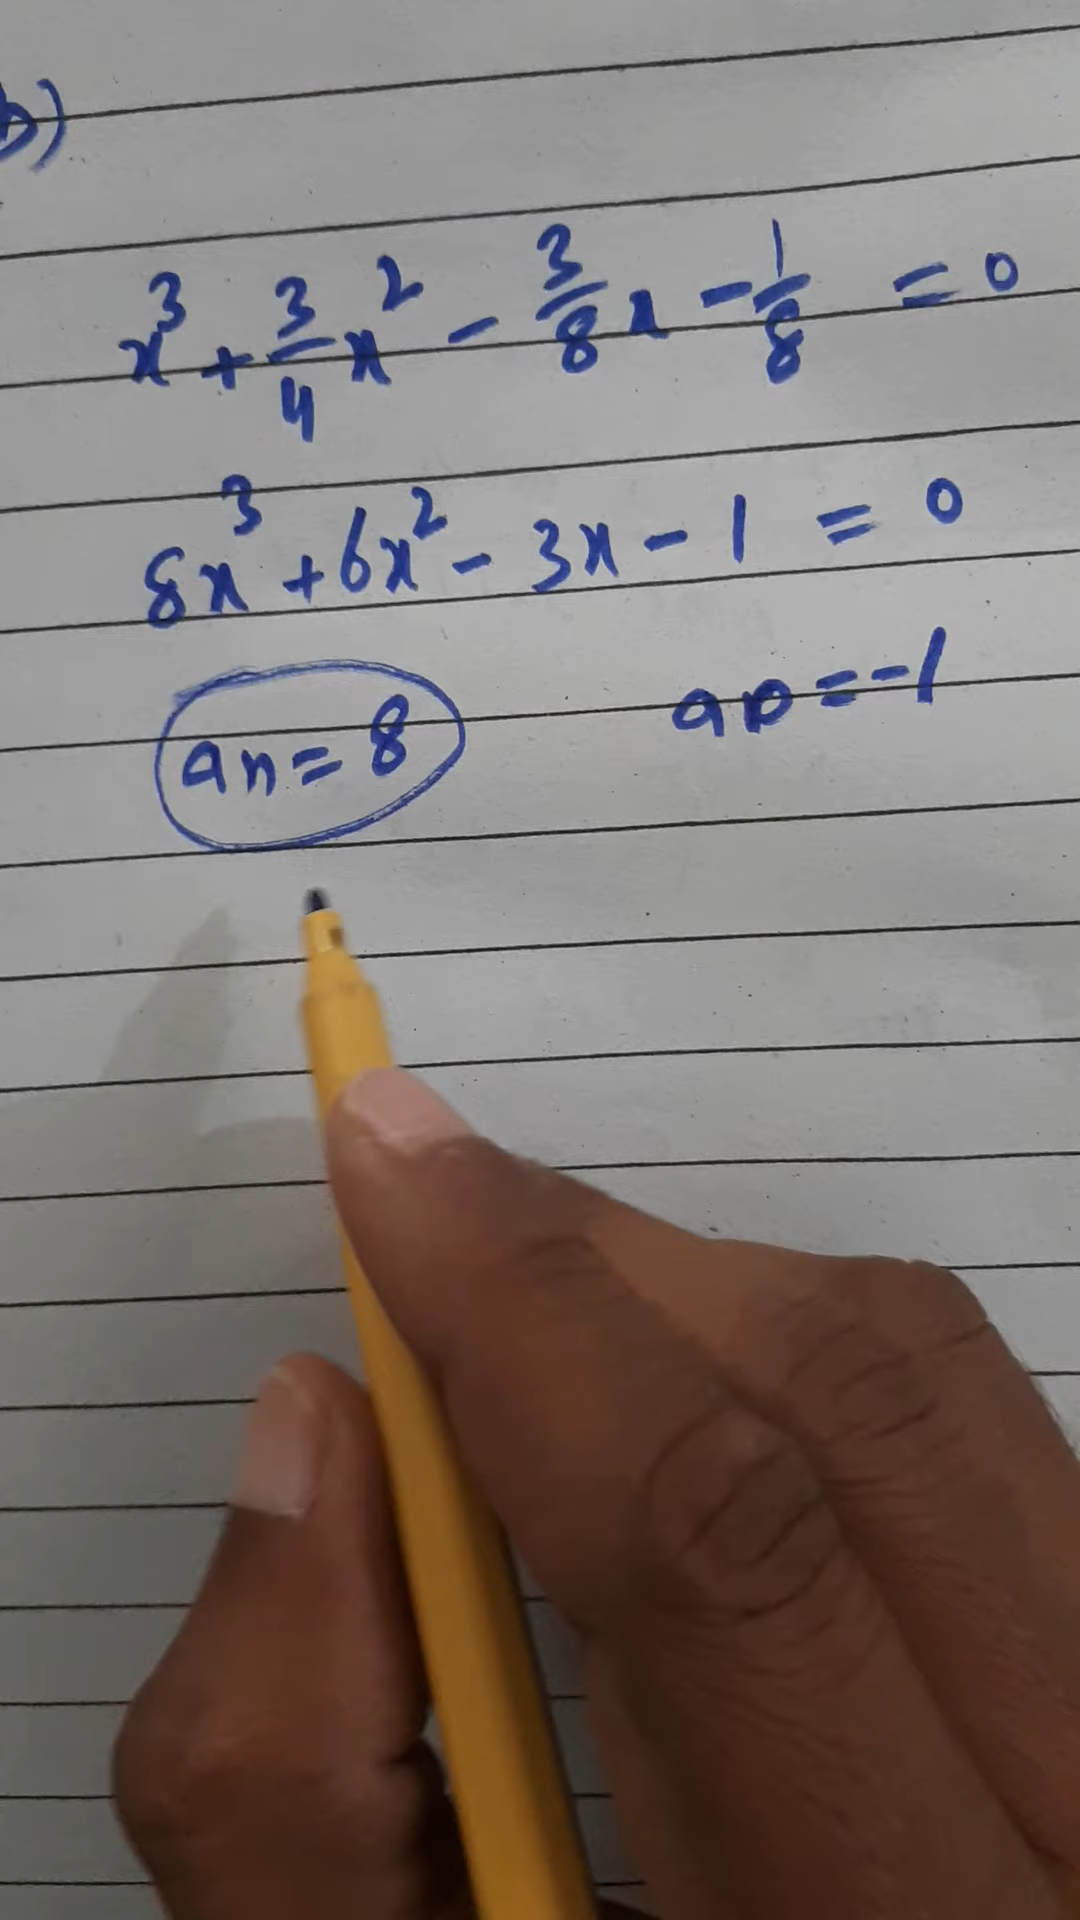 b)
x³ + 3/4 x² - 3/8 x - 1/8 = 0
8x³ + 6x² - 3x - 1 = 0
an = 8 a0 = -1